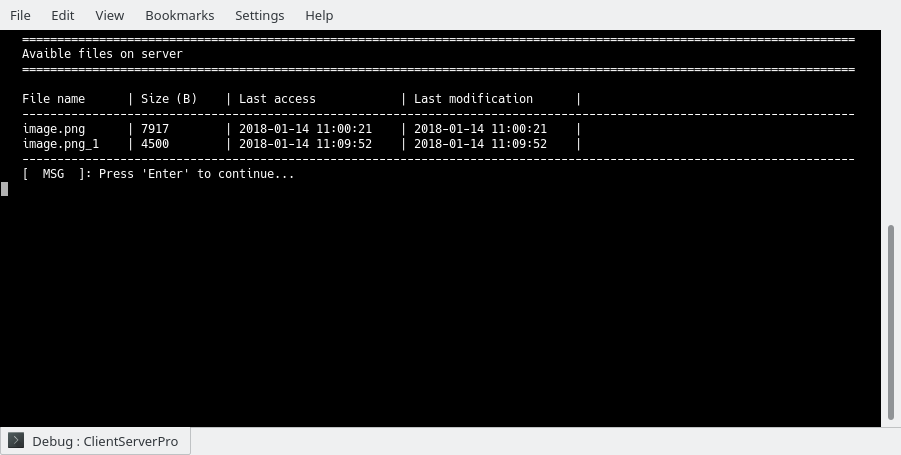 File Edit View Bookmarks Settings Help
=======================================================================================================================
Avaible files on server
=======================================================================================================================
File name | Size (B) | Last access | Last modification |
-----------------------------------------------------------------------------------------------------------------------
image.png | 7917 | 2018-01-14 11:00:21 | 2018-01-14 11:00:21 |
image.png_1 | 4500 | 2018-01-14 11:09:52 | 2018-01-14 11:09:52 |
-----------------------------------------------------------------------------------------------------------------------
[ MSG ]: Press 'Enter' to continue...
Debug : ClientServerPro